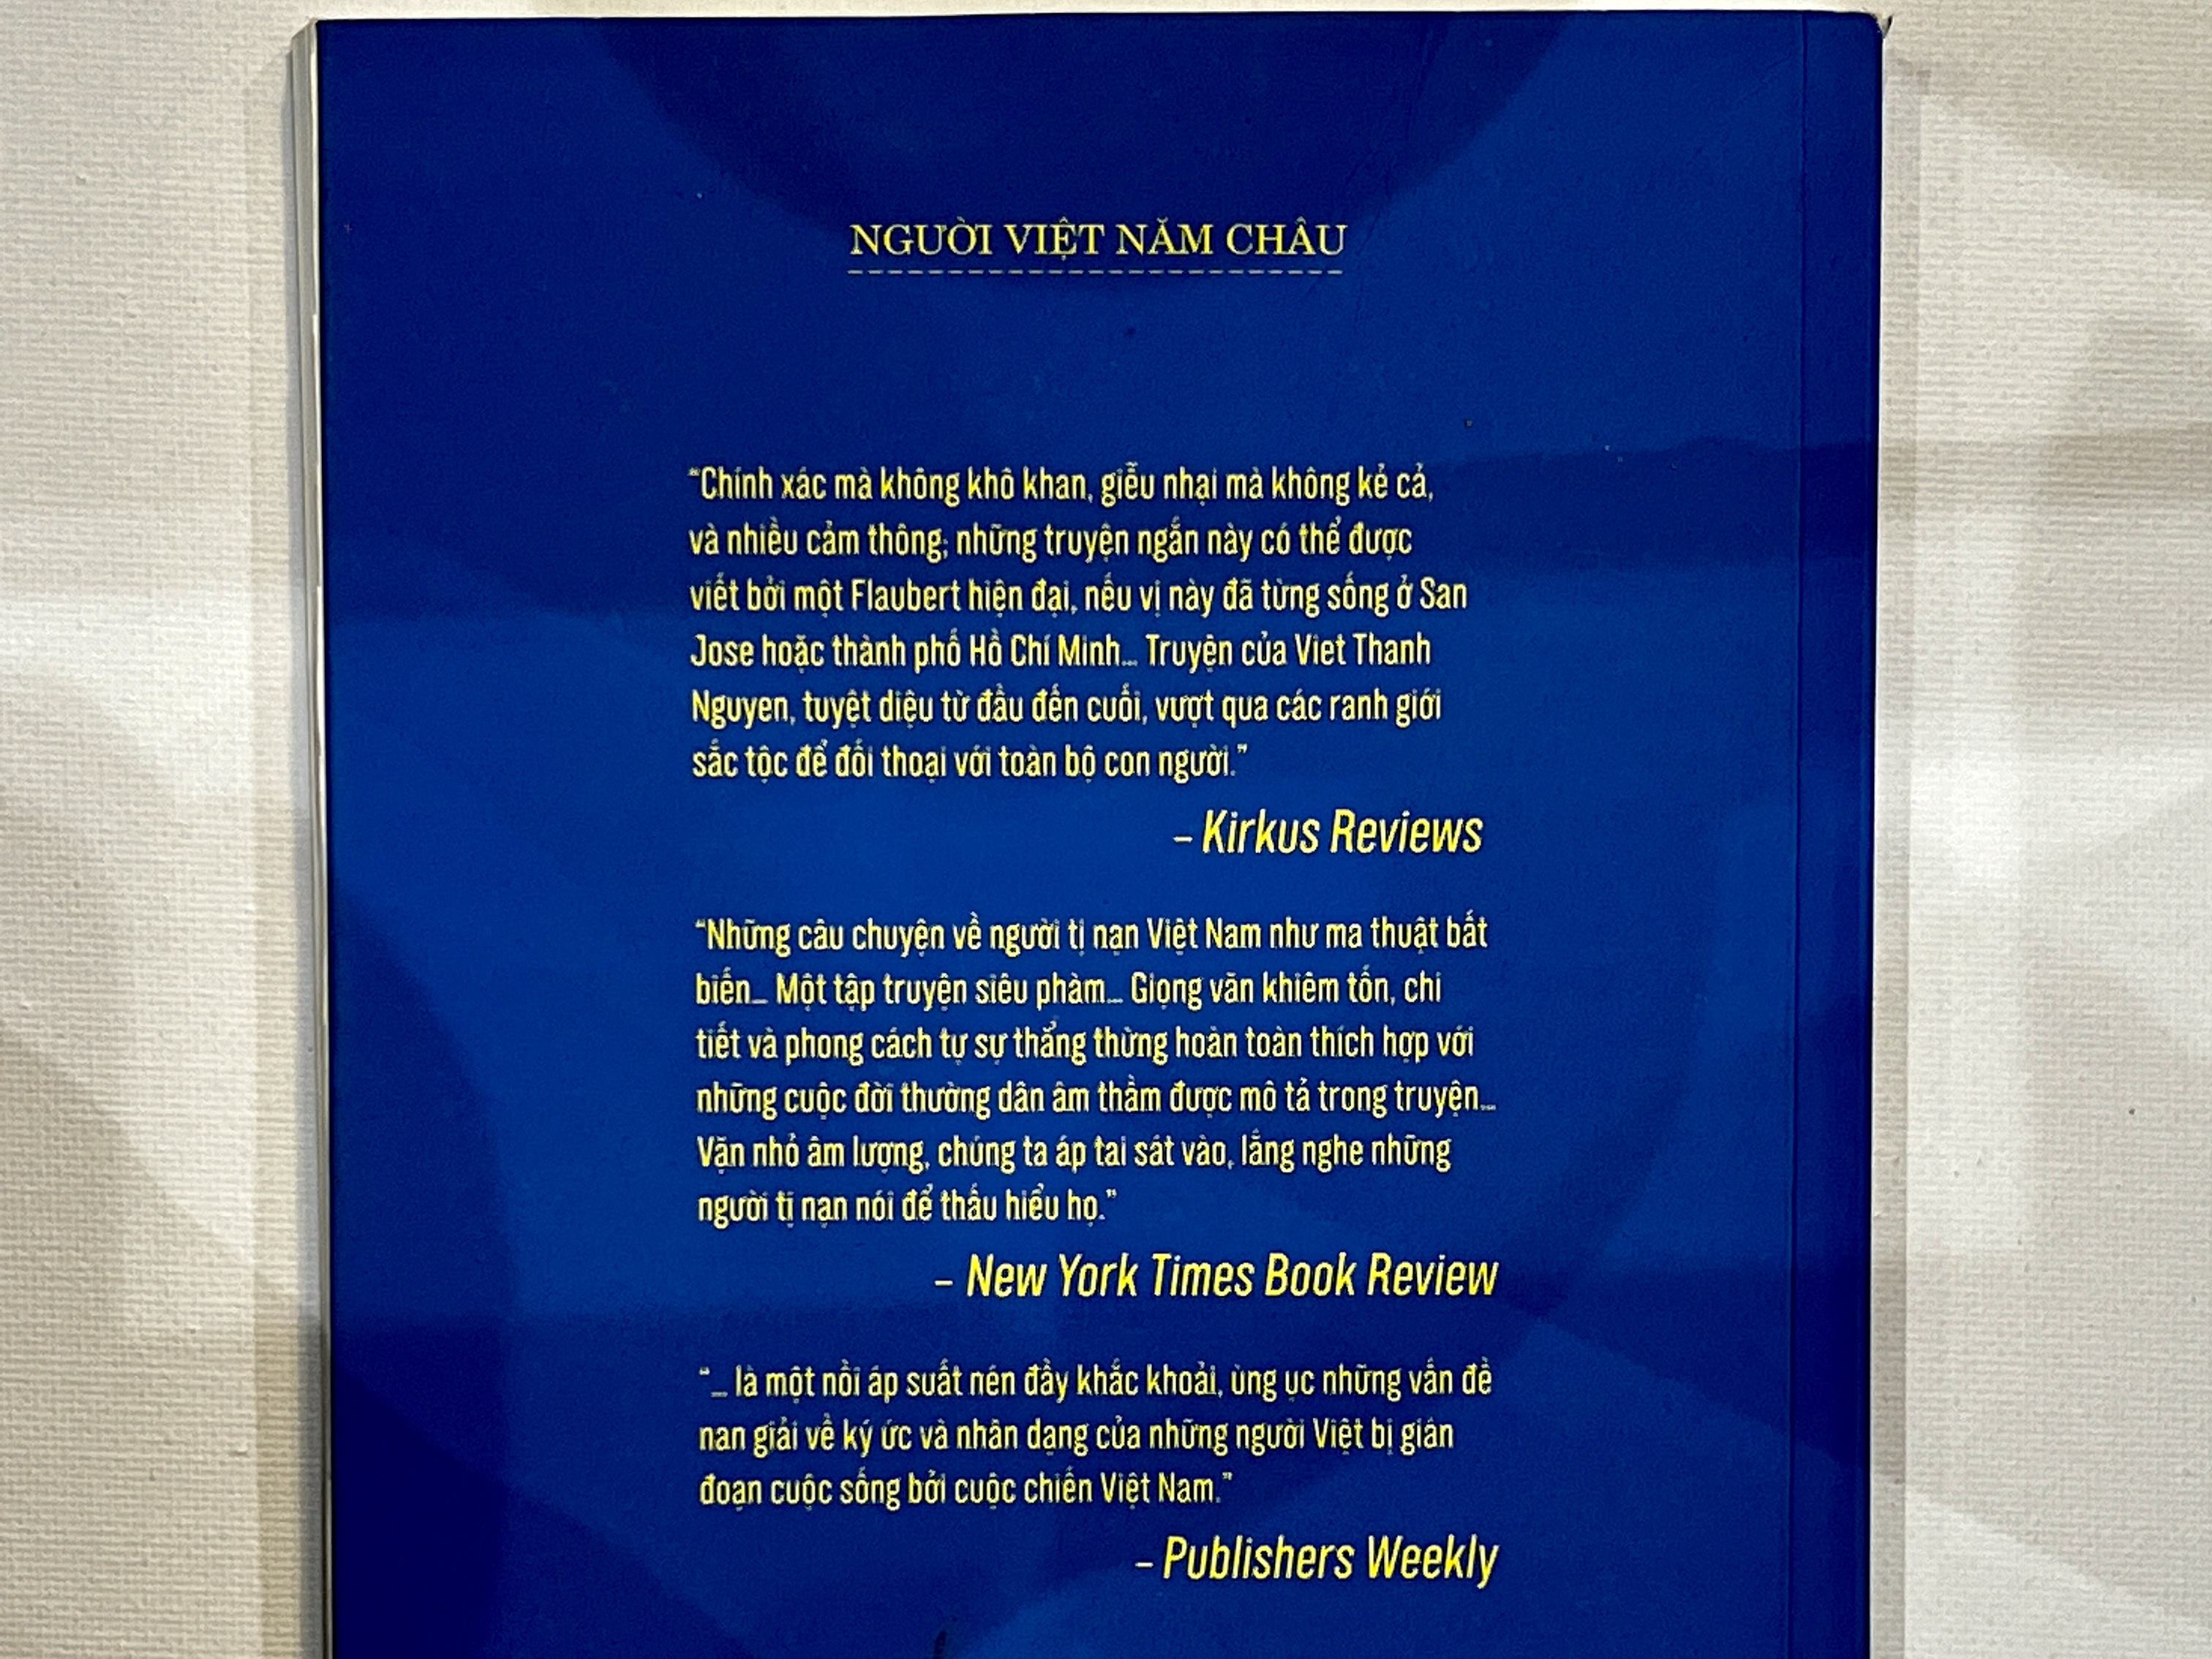 NGƯỜI VIỆT NĂM CHÂU
“Chính xác mà không khô khan, giễu nhại mà không kẻ cả,
và nhiều cảm thông; những truyện ngắn này có thể được
viết bởi một Flaubert hiện đại, nếu vị này đã từng sống ở San
Jose hoặc thành phố Hồ Chí Minh... Truyện của Viet Thanh
Nguyen, tuyệt diệu từ đầu đến cuối, vượt qua các ranh giới
sắc tộc để đối thoại với toàn bộ con người.”
– Kirkus Reviews
“Những câu chuyện về người tị nạn Việt Nam như ma thuật bất
biến... Một tập truyện siêu phàm... Giọng văn khiêm tốn, chi
tiết và phong cách tự sự thẳng thừng hoàn toàn thích hợp với
những cuộc đời thường dân âm thầm được mô tả trong truyện...
Vặn nhỏ âm lượng, chúng ta áp tai sát vào, lắng nghe những
người tị nạn nói để thấu hiểu họ.”
– New York Times Book Review
“... là một nồi áp suất nén đầy khắc khoải, ùng ục những vấn đề
nan giải về ký ức và nhân dạng của những người Việt bị gián
đoạn cuộc sống bởi cuộc chiến Việt Nam.”
– Publishers Weekly